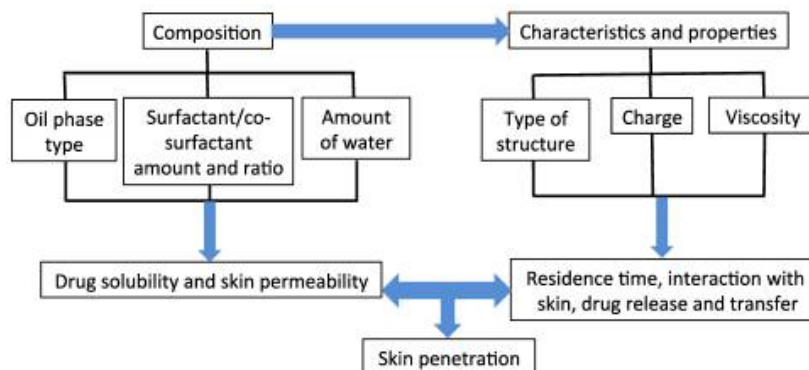 Composition
Characteristics and properties
Oil phase
type
Surfactant/co-
surfactant
amount and ratio
Amount
of water
Type of
structure
Charge
Viscosity
Drug solubility and skin permeability
Residence time, interaction with
skin, drug release and transfer
Skin penetration